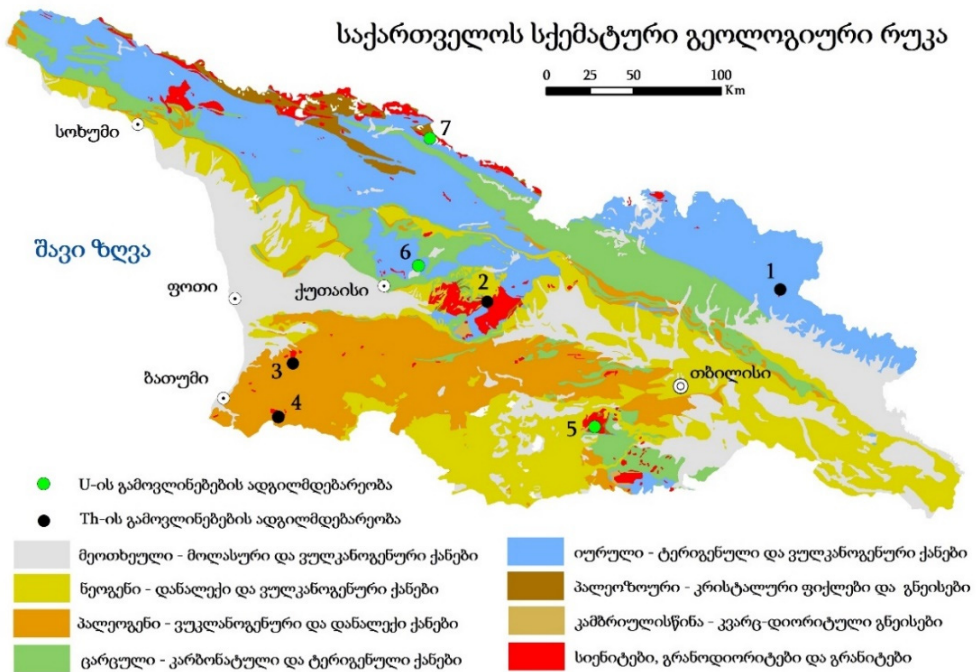 საქართველოს სქემატური გეოლოგიური რუკა
0 25 50 100
Km
სოხუმი
7
შავი ზღვა
6
1
ფოთი
ქუთაისი
2
3
თბილისი
ბათუმი
4
5
U-ის გამოვლინებების ადგილმდებარეობა
Th-ის გამოვლინებების ადგილმდებარეობა
მეოთხეული - მოლასური და ვულკანოგენური ქანები
ნეოგენი - დანალექი და ვულკანოგენური ქანები
პალეოგენი - ვუკლანოგენური და დანალექი ქანები
ცარცული - კარბონატული და ტერიგენული ქანები
იურული - ტერიგენული და ვულკანოგენური ქანები
პალეოზოური - კრისტალური ფიქლები და გნეისები
კამბრიულისწინა - კვარც-დიორიტული გნეისები
სიენიტები, გრანოდიორიტები და გრანიტები